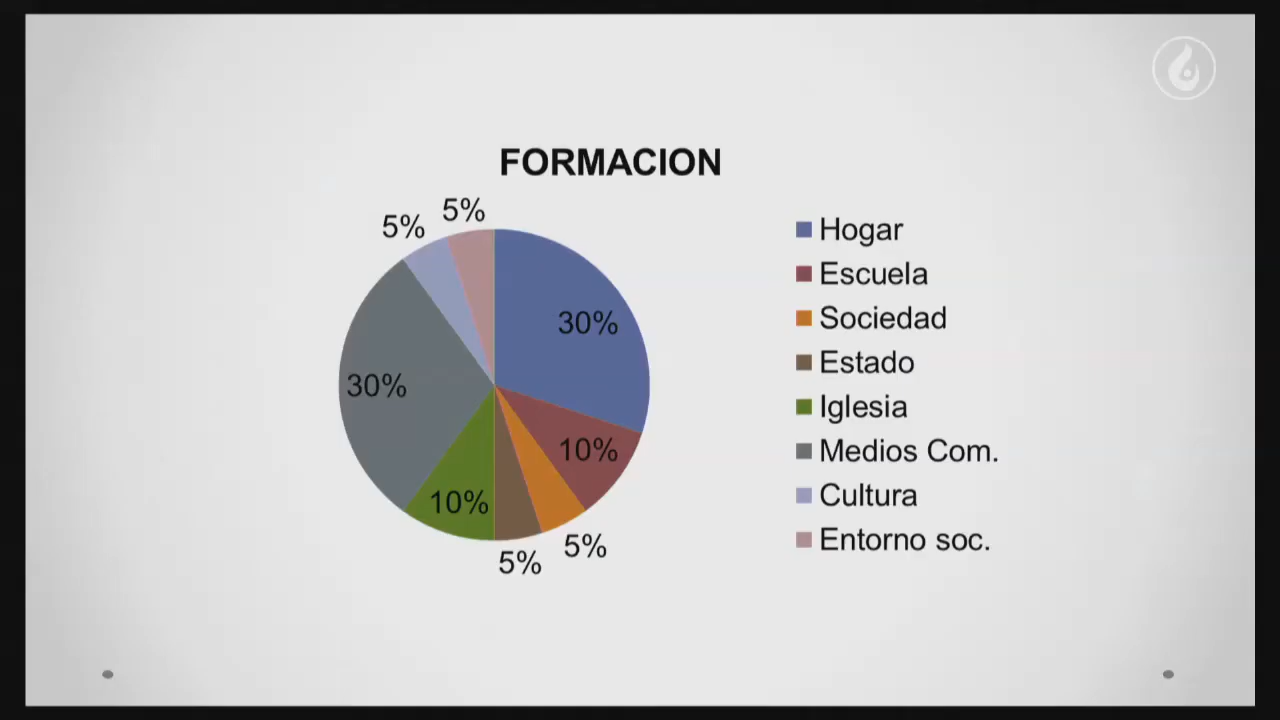 FORMACION
5%
5%
30%
30%
10%
10%
5%
5%
Hogar
Escuela
Sociedad
Estado
Iglesia
Medios Com.
Cultura
Entorno soc.